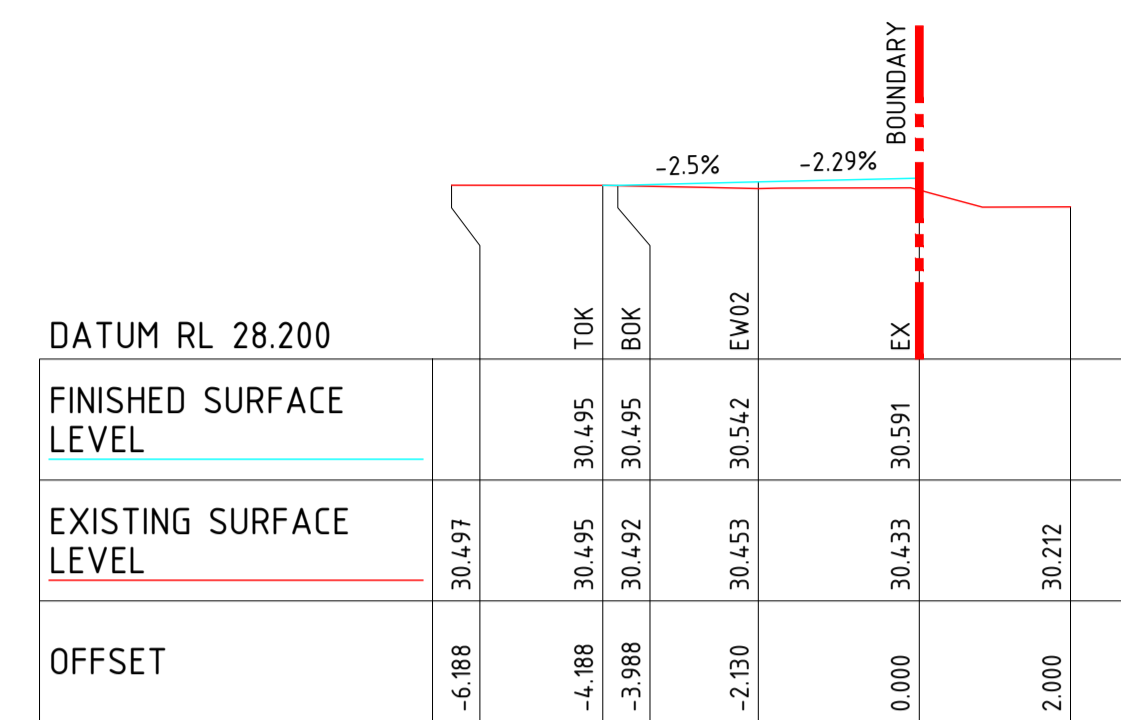 BOUNDARY
-2.5%
-2.29%
DATUM RL 28.200
TOK
BOK
EW02
EX
FINISHED SURFACE
LEVEL
30.495
30.495
30.542
30.591
EXISTING SURFACE
LEVEL
30.497
30.495
30.492
30.453
30.433
30.212
OFFSET
-6.188
-4.188
-3.988
-2.130
0.000
2.000